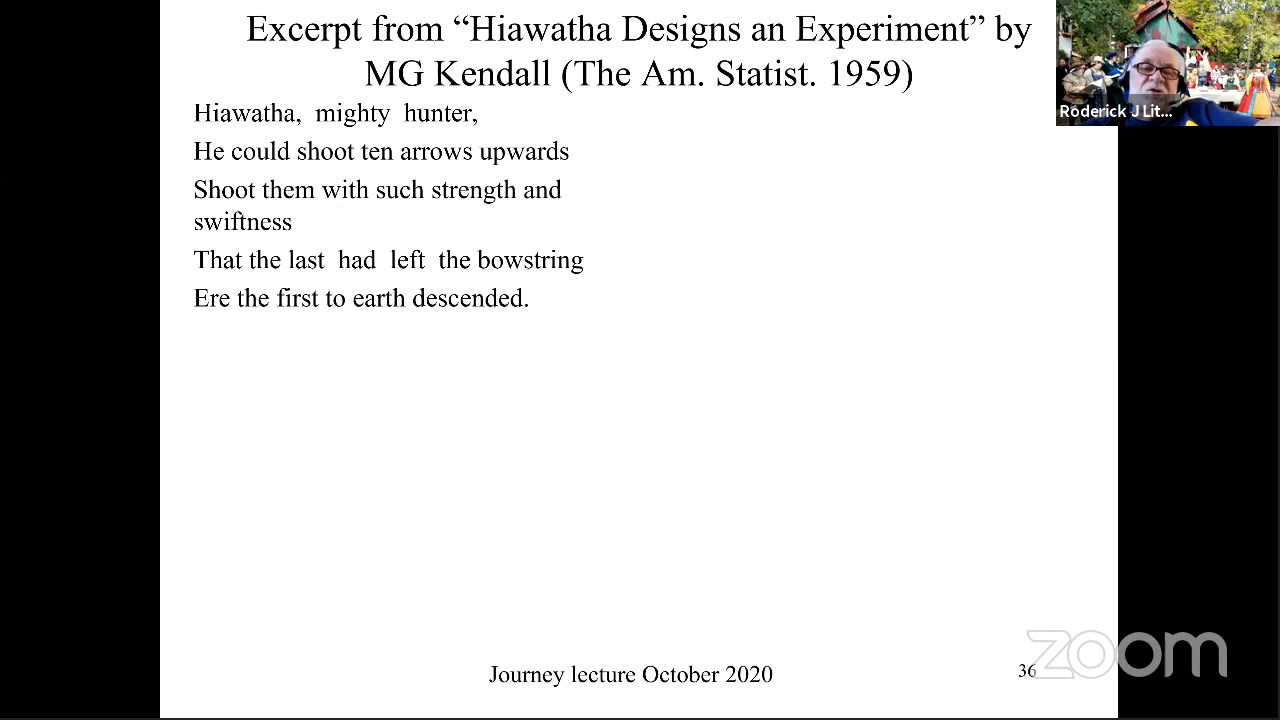 Excerpt from “Hiawatha Designs an Experiment” by
MG Kendall (The Am. Statist. 1959)
Roderick J Lit...
Hiawatha, mighty hunter,
He could shoot ten arrows upwards
Shoot them with such strength and
swiftness
That the last had left the bowstring
Ere the first to earth descended.
zoom
Journey lecture October 2020
36